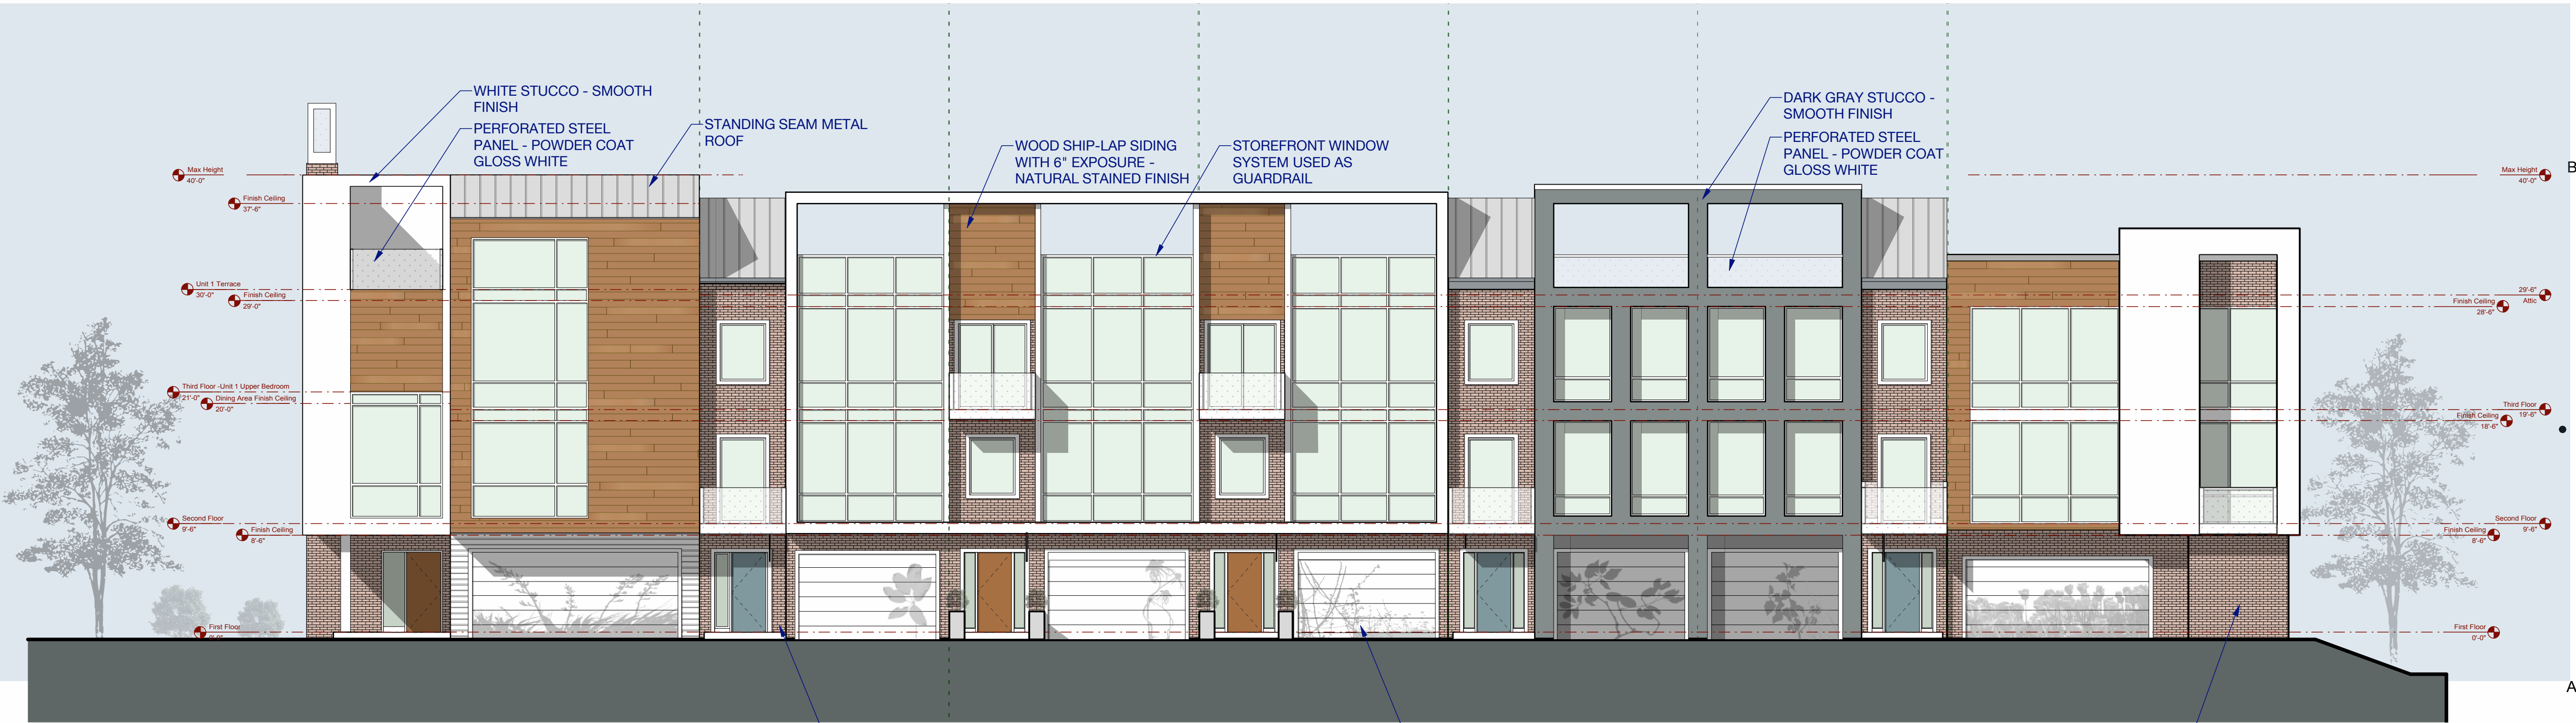 WHITE STUCCO - SMOOTH
FINISH
PERFORATED STEEL
PANEL - POWDER COAT
GLOSS WHITE
STANDING SEAM METAL
ROOF
WOOD SHIP-LAP SIDING
WITH 6" EXPOSURE -
NATURAL STAINED FINISH
STOREFRONT WINDOW
SYSTEM USED AS
GUARDRAIL
DARK GRAY STUCCO -
SMOOTH FINISH
PERFORATED STEEL
PANEL - POWDER COAT
GLOSS WHITE
Max Height
40'-0"
Finish Ceiling
37'-6"
Unit 1 Terrace
30'-0"
Finish Ceiling
29'-0"
Third Floor -Unit 1 Upper Bedroom
21'-0"
Dining Area Finish Ceiling
20'-0"
Second Floor
9'-6"
Finish Ceiling
8'-6"
First Floor
0'-0"
Max Height
40'-0"
B
29'-6"
Attic
Finish Ceiling
28'-6"
Third Floor
19'-6"
Finish Ceiling
18'-6"
Second Floor
9'-6"
Finish Ceiling
8'-6"
First Floor
0'-0"
A